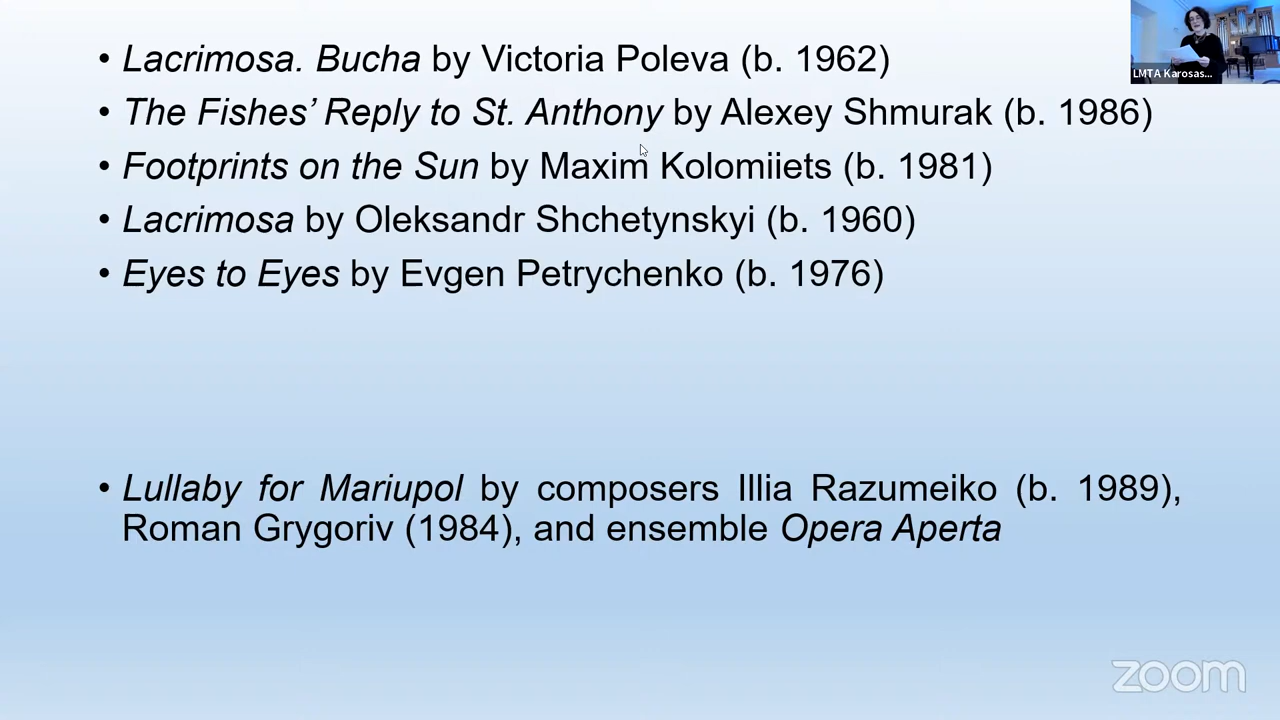 • Lacrimosa. Bucha by Victoria Poleva (b. 1962)
LMTA Karosas...
• The Fishes’ Reply to St. Anthony by Alexey Shmurak (b. 1986)
• Footprints on the Sun by Maxim Kolomiiets (b. 1981)
• Lacrimosa by Oleksandr Shchetynskyi (b. 1960)
• Eyes to Eyes by Evgen Petrychenko (b. 1976)
• Lullaby for Mariupol by composers Illia Razumeiko (b. 1989),
Roman Grygoriv (1984), and ensemble Opera Aperta
zoom